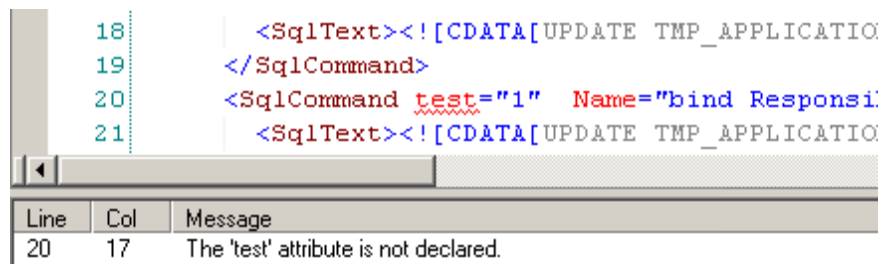 18 <SqlText><![CDATA[UPDATE TMP_APPLICATIO
19 </SqlCommand>
20 <SqlCommand test="1" Name="bind Responsi
21 <SqlText><![CDATA[UPDATE TMP_APPLICATIO
Line Col Message
20 17 The 'test' attribute is not declared.